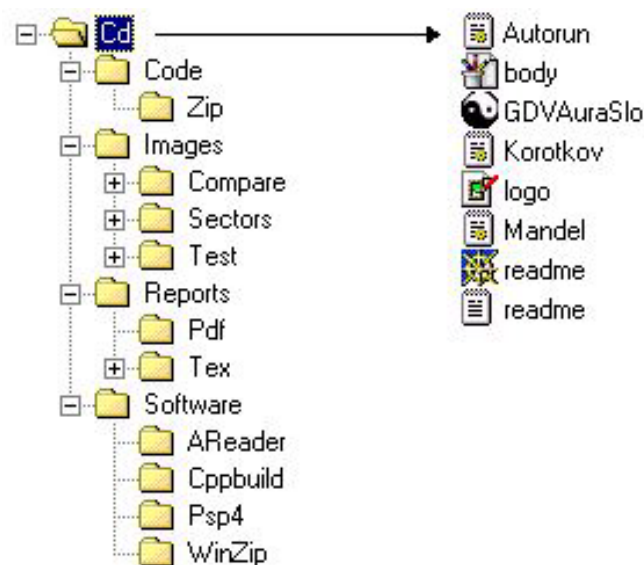 Cd
Code
Zip
Images
Compare
Sectors
Test
Reports
Pdf
Tex
Software
AReader
Cppbuild
Psp4
WinZip
Autorun
body
GDVAuraSlo
Korotkov
logo
Mandel
readme
readme